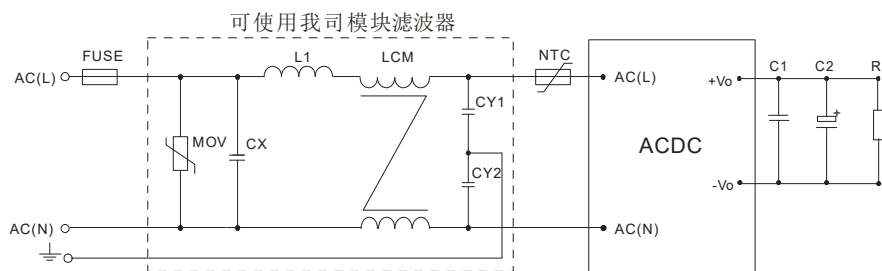 可使用我司模块滤波器
FUSE
L1
LCM
NTC
AC(L)
AC(L)
+Vo
C1
C2
R
CY1
MOV
CX
+
ACDC
CY2
-Vo
AC(N)
AC(N)